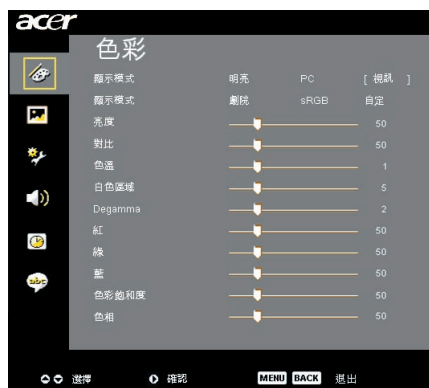 acer
色彩
顯示模式 明亮 PC [ 視訊 ]
顯示模式 劇院 sRGB 自定
亮度 50
對比 50
色溫 1
白色區域 5
Degamma 2
紅 50
綠 50
藍 50
色彩飽和度 50
色相 50
abc
選擇 確認 MENU BACK 退出